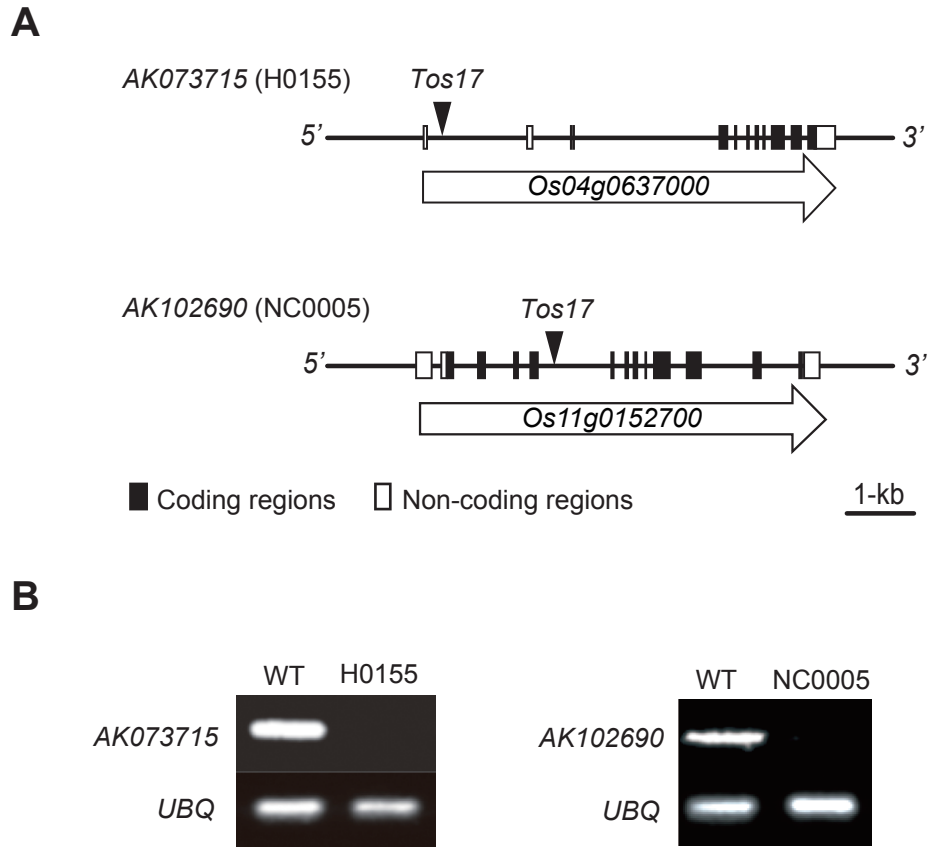 A
AK073715 (H0155) Tos17
5’ 3’
Os04g0637000
AK102690 (NC0005) Tos17
5’ 3’
Os11g0152700
Coding regions Non-coding regions 1-kb
B
WT H0155 WT NC0005
AK073715 AK102690
UBQ UBQ